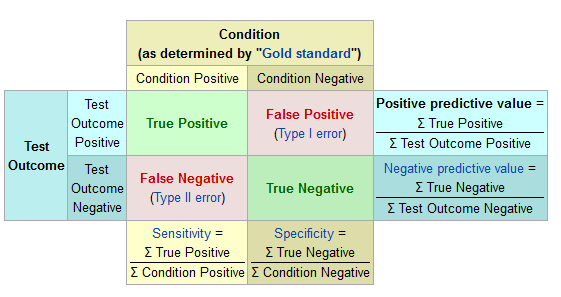 Condition
(as determined by "Gold standard")
Condition Positive
Condition Negative
Test
Outcome
Test
Outcome
Positive
True Positive
False Positive
(Type I error)
Positive predictive value =
Σ True Positive
Σ Test Outcome Positive
Test
Outcome
Negative
False Negative
(Type II error)
True Negative
Negative predictive value =
Σ True Negative
Σ Test Outcome Negative
Sensitivity =
Σ True Positive
Σ Condition Positive
Specificity =
Σ True Negative
Σ Condition Negative